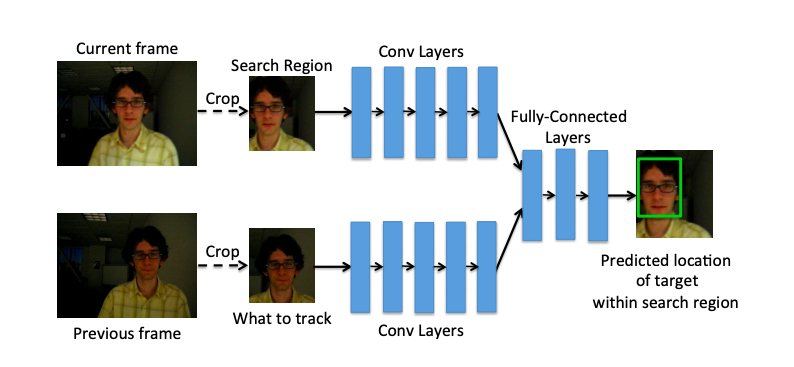 Current frame
Crop
Search Region
Conv Layers
Fully-Connected
Layers
Previous frame
Crop
What to track
Conv Layers
Predicted location
of target
within search region